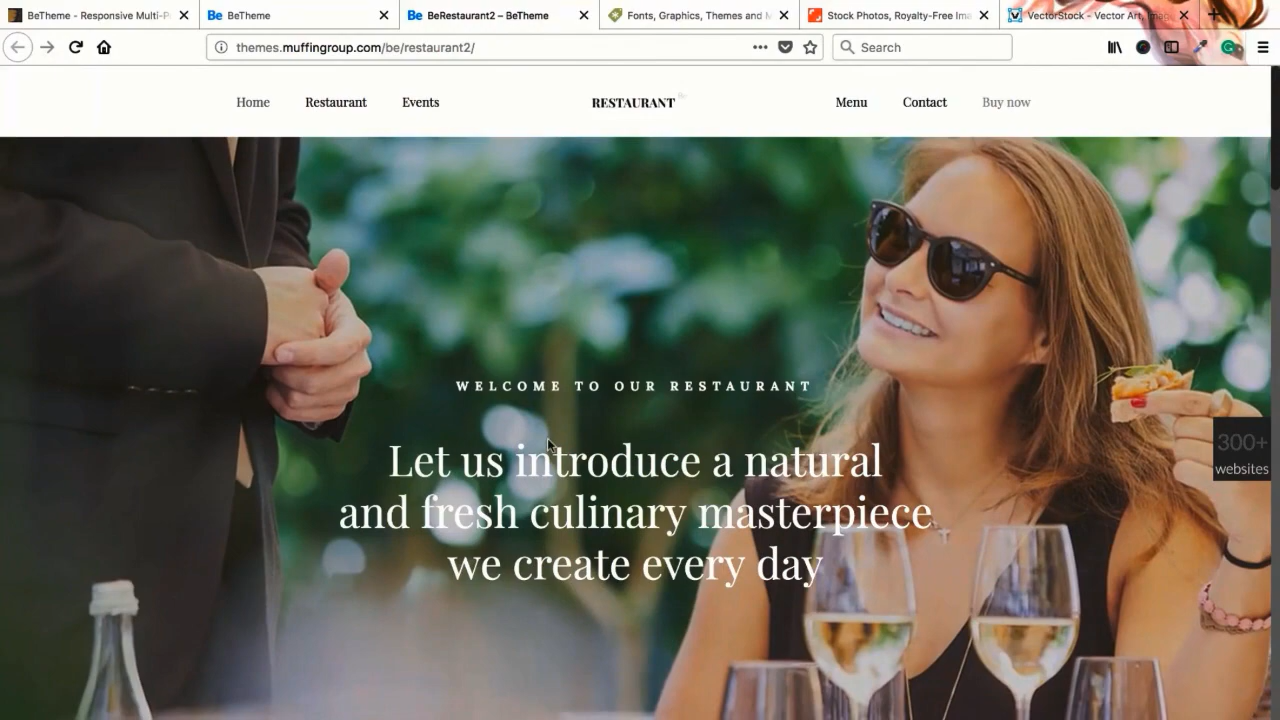 BeTheme - Responsive Multi-P
BeTheme
BeRestaurant2 – BeTheme
Fonts, Graphics, Themes and M
Stock Photos, Royalty-Free Ima
VectorStock - Vector Art, Imag
themes.muffingroup.com/be/restaurant2/
Search
Home
Restaurant
Events
RESTAURANT
Menu
Contact
Buy now
WELCOME TO OUR RESTAURANT
Let us introduce a natural
and fresh culinary masterpiece
we create every day
300+
websites